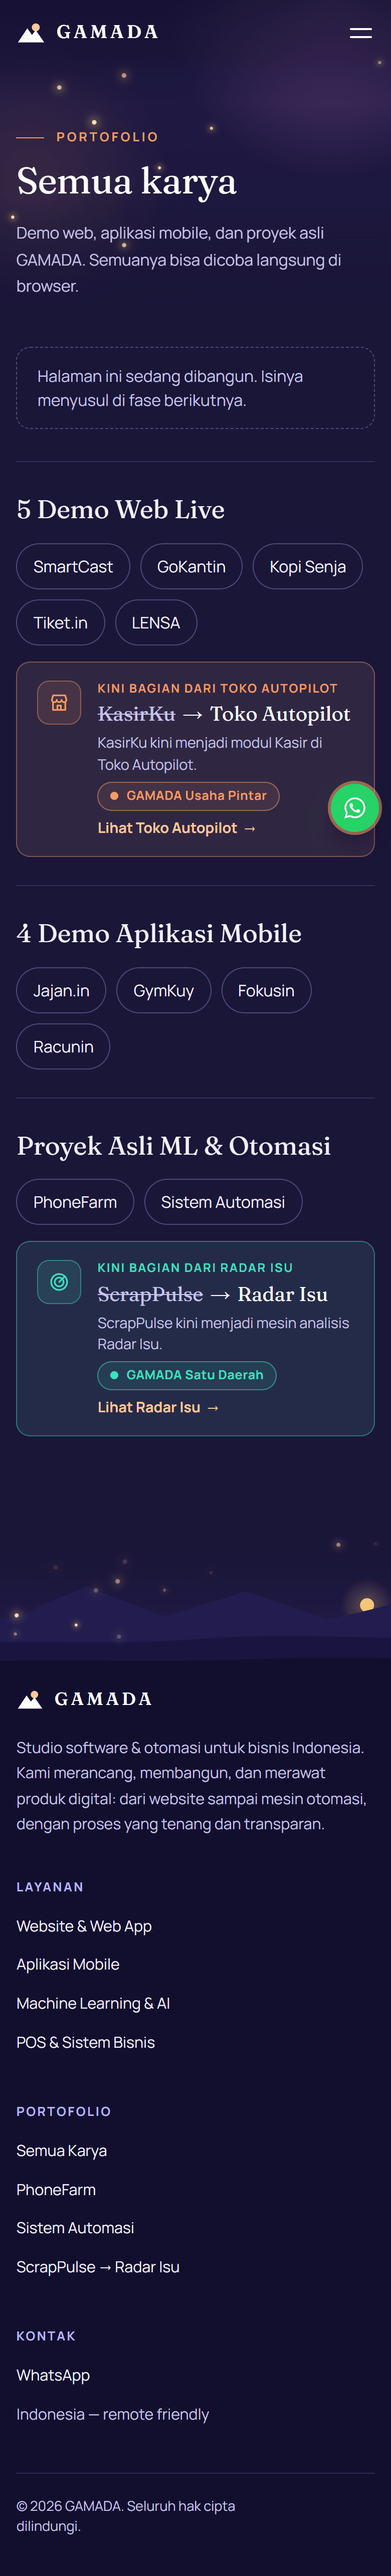 GAMADA
PORTOFOLIO
Semua karya
Demo web, aplikasi mobile, dan proyek asli
GAMADA. Semuanya bisa dicoba langsung di
browser.
Halaman ini sedang dibangun. Isinya
menyusul di fase berikutnya.
5 Demo Web Live
SmartCast
GoKantin
Kopi Senja
Tiket.in
LENSA
KINI BAGIAN DARI TOKO AUTOPILOT
KasirKu → Toko Autopilot
KasirKu kini menjadi modul Kasir di
Toko Autopilot.
GAMADA Usaha Pintar
Lihat Toko Autopilot →
4 Demo Aplikasi Mobile
Jajan.in
GymKuy
Fokusin
Racunin
Proyek Asli ML & Otomasi
PhoneFarm
Sistem Automasi
KINI BAGIAN DARI RADAR ISU
ScrapPulse → Radar Isu
ScrapPulse kini menjadi mesin analisis
Radar Isu.
GAMADA Satu Daerah
Lihat Radar Isu →
GAMADA
Studio software & otomasi untuk bisnis Indonesia.
Kami merancang, membangun, dan merawat
produk digital: dari website sampai mesin otomasi,
dengan proses yang tenang dan transparan.
LAYANAN
Website & Web App
Aplikasi Mobile
Machine Learning & AI
POS & Sistem Bisnis
PORTOFOLIO
Semua Karya
PhoneFarm
Sistem Automasi
ScrapPulse → Radar Isu
KONTAK
WhatsApp
Indonesia — remote friendly
© 2026 GAMADA. Seluruh hak cipta
dilindungi.